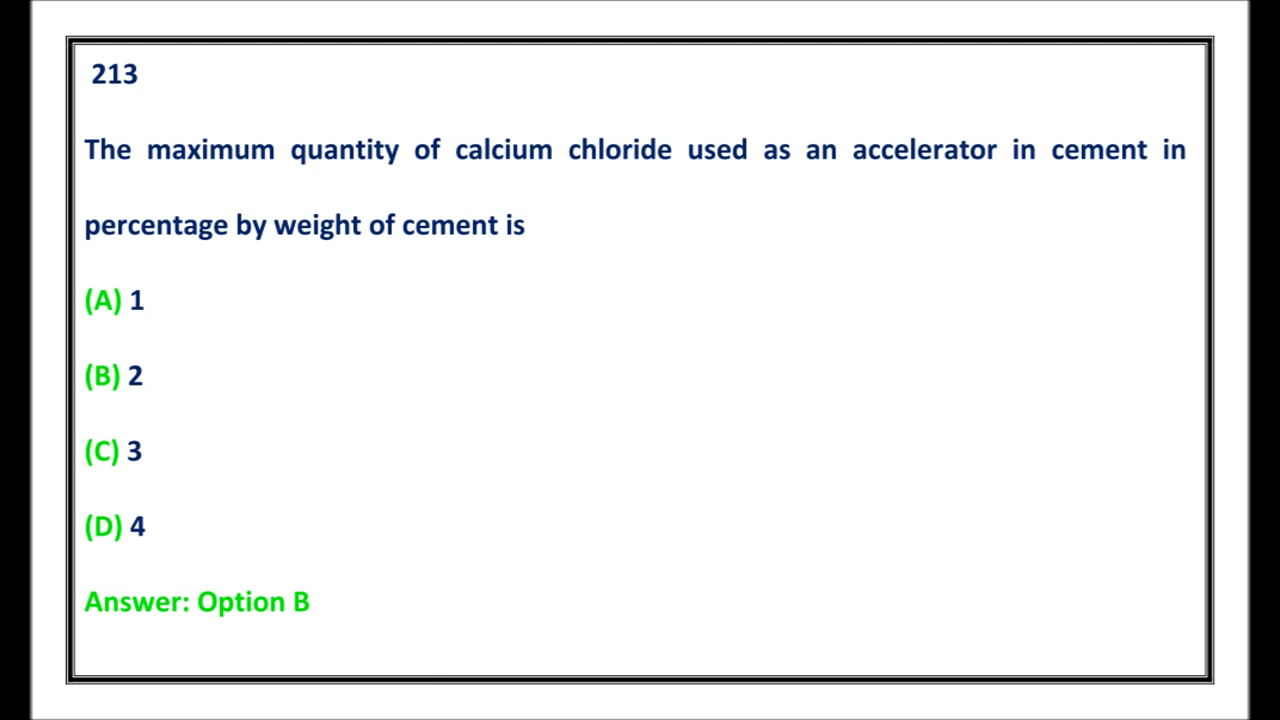 213
The maximum quantity of calcium chloride used as an accelerator in cement in
percentage by weight of cement is
(A) 1
(B) 2
(C) 3
(D) 4
Answer: Option B